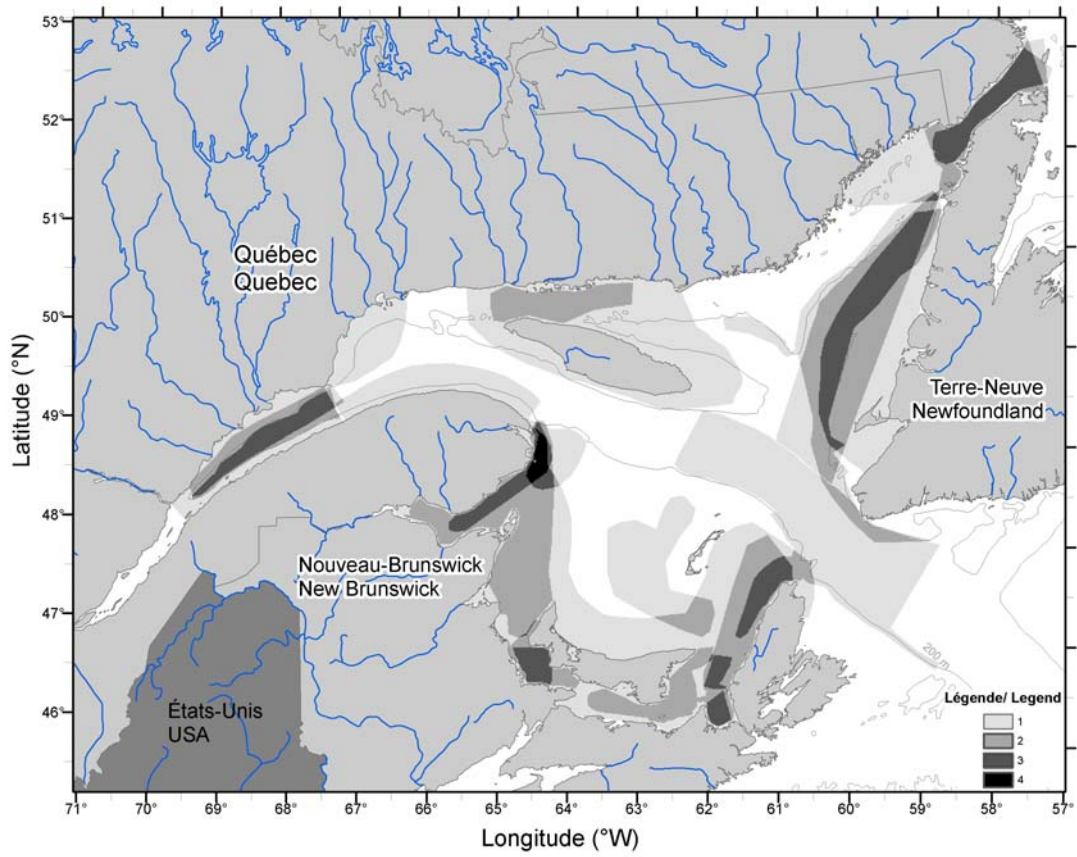 53°
52°
51°
50°
49°
48°
47°
46°
Latitude (°N)
Québec
Quebec
Terre-Neuve
Newfoundland
Nouveau-Brunswick
New Brunswick
États-Unis
USA
200 m
Légende/ Legend
1
2
3
4
71° 70° 69° 68° 67° 66° 65° 64° 63° 62° 61° 60° 59° 58° 57°
Longitude (°W)